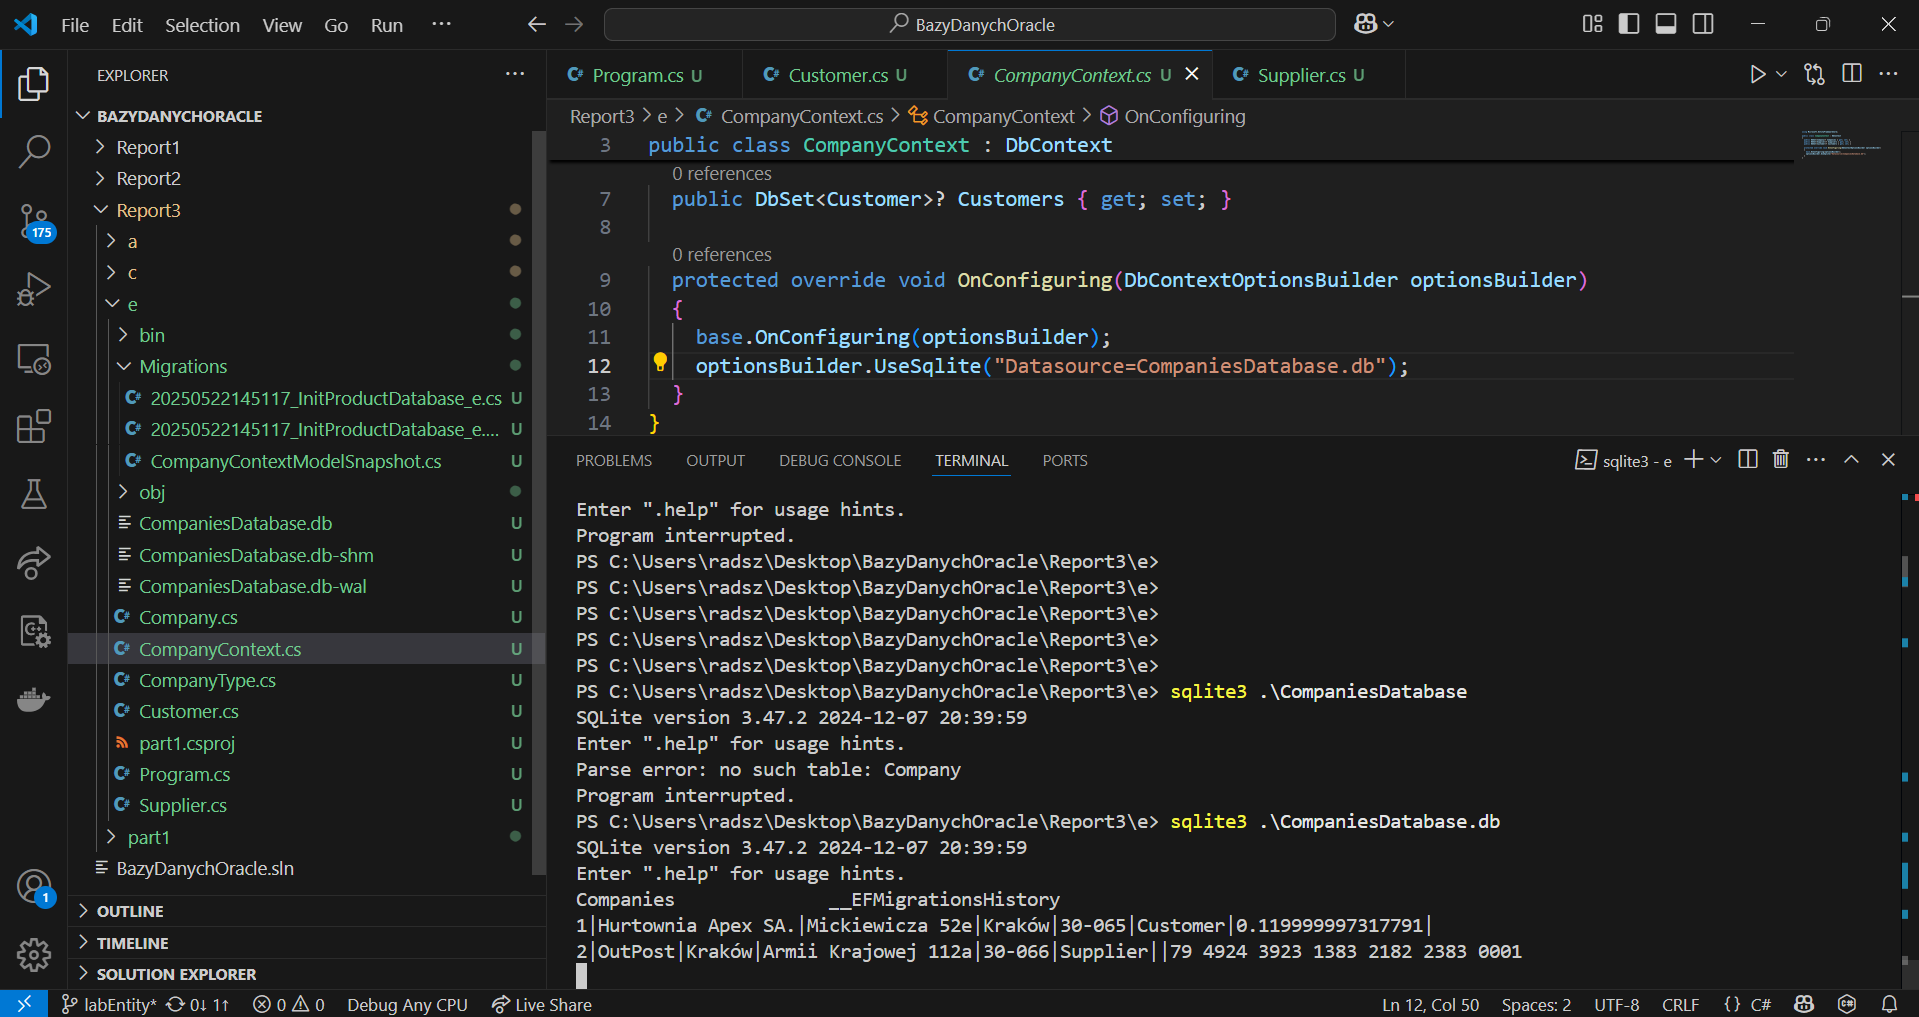 File Edit Selection View Go Run ···
BazyDanychOracle
EXPLORER ···
BAZYDANYCHORACLE
Report1
Report2
Report3
a
c
e
bin
Migrations
20250522145117_InitProductDatabase_e.cs U
20250522145117_InitProductDatabase_e.... U
CompanyContextModelSnapshot.cs U
obj
CompaniesDatabase.db U
CompaniesDatabase.db-shm U
CompaniesDatabase.db-wal U
Company.cs U
CompanyContext.cs U
CompanyType.cs U
Customer.cs U
part1.csproj U
Program.cs U
Supplier.cs U
part1
BazyDanychOracle.sln
OUTLINE
TIMELINE
SOLUTION EXPLORER
175
1
Program.cs U Customer.cs U CompanyContext.cs U Supplier.cs U
Report3 > e > CompanyContext.cs > CompanyContext > OnConfiguring
3 public class CompanyContext : DbContext
0 references
7 public DbSet<Customer>? Customers { get; set; }
8
0 references
9 protected override void OnConfiguring(DbContextOptionsBuilder optionsBuilder)
10 {
11 base.OnConfiguring(optionsBuilder);
12 optionsBuilder.UseSqlite("Datasource=CompaniesDatabase.db");
13 }
14 }
PROBLEMS OUTPUT DEBUG CONSOLE TERMINAL PORTS sqlite3 - e
Enter ".help" for usage hints.
Program interrupted.
PS C:\Users\radsz\Desktop\BazyDanychOracle\Report3\e>
PS C:\Users\radsz\Desktop\BazyDanychOracle\Report3\e>
PS C:\Users\radsz\Desktop\BazyDanychOracle\Report3\e>
PS C:\Users\radsz\Desktop\BazyDanychOracle\Report3\e>
PS C:\Users\radsz\Desktop\BazyDanychOracle\Report3\e>
PS C:\Users\radsz\Desktop\BazyDanychOracle\Report3\e> sqlite3 .\CompaniesDatabase
SQLite version 3.47.2 2024-12-07 20:39:59
Enter ".help" for usage hints.
Parse error: no such table: Company
Program interrupted.
PS C:\Users\radsz\Desktop\BazyDanychOracle\Report3\e> sqlite3 .\CompaniesDatabase.db
SQLite version 3.47.2 2024-12-07 20:39:59
Enter ".help" for usage hints.
Companies __EFMigrationsHistory
1|Hurtownia Apex SA.|Mickiewicza 52e|Kraków|30-065|Customer|0.119999997317791|
2|OutPost|Kraków|Armii Krajowej 112a|30-066|Supplier||79 4924 3923 1383 2182 2383 0001
labEntity* 0↓ 1↑ 0 0 Debug Any CPU Live Share Ln 12, Col 50 Spaces: 2 UTF-8 CRLF {} C#